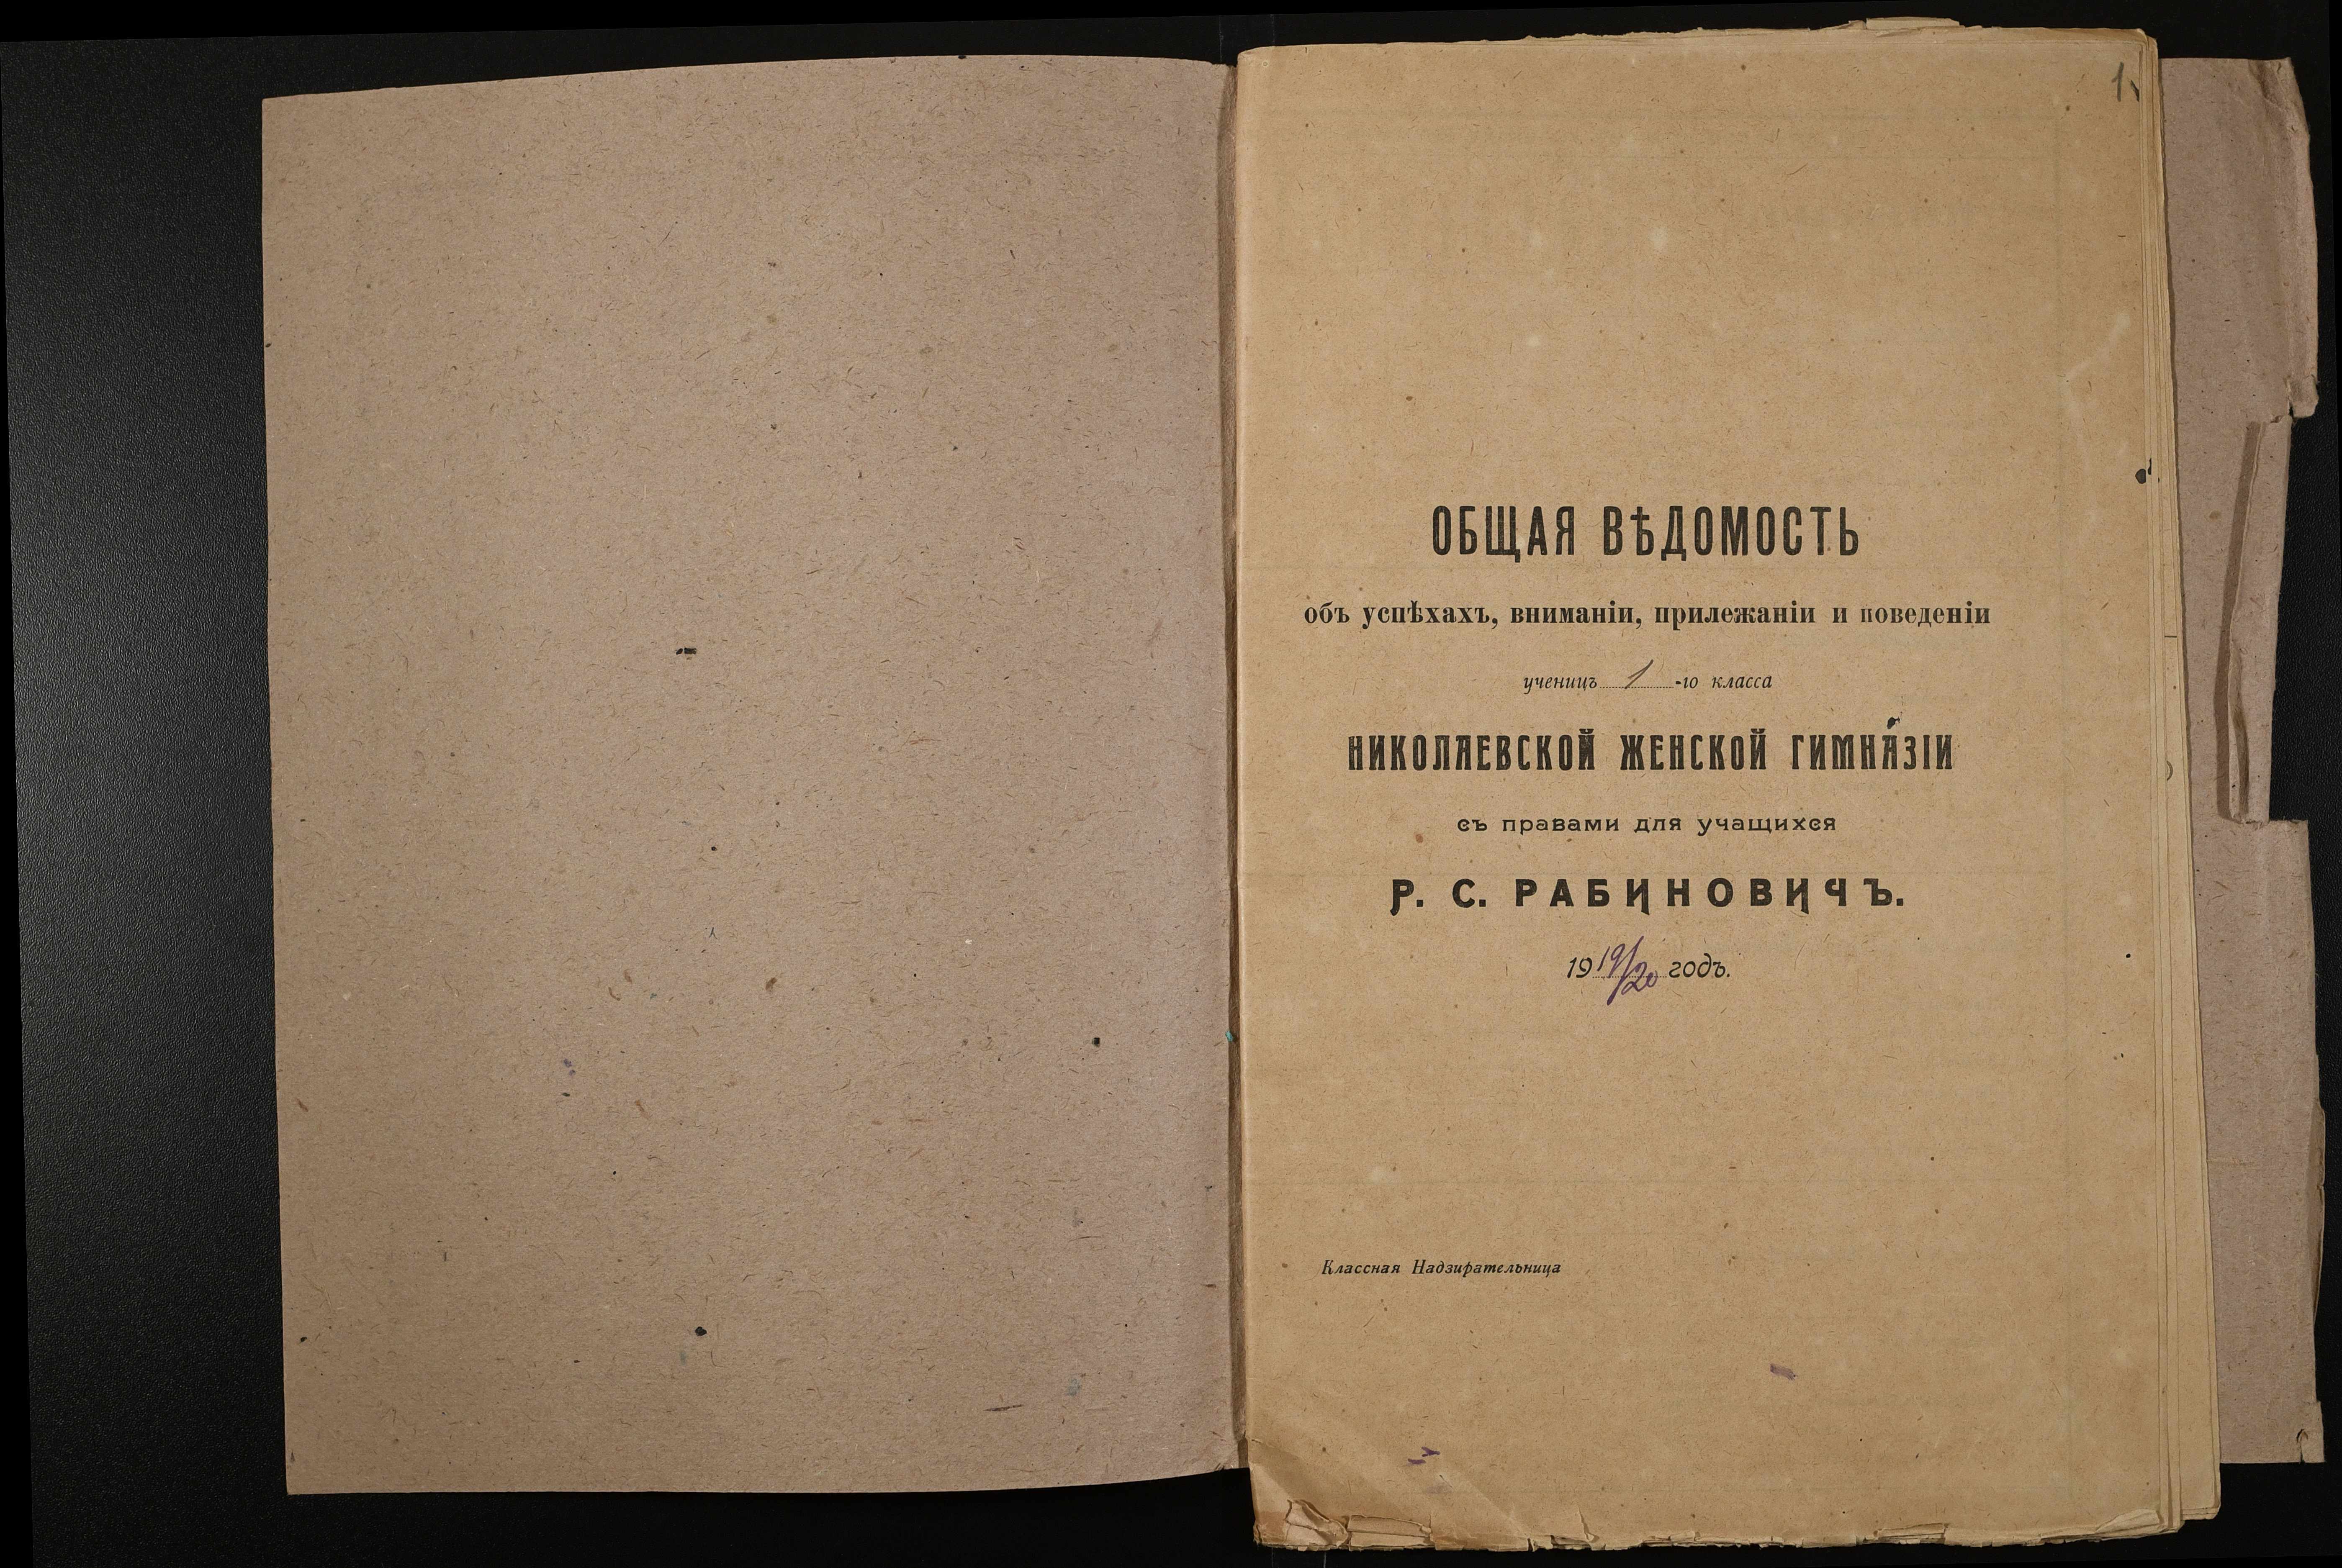 1
ОБЩАЯ ВѢДОМОСТЬ
объ успѣхахъ, вниманіи, прилежаніи и поведеніи
ученицъ 1 -го класса
НИКОЛАЕВСКОЙ ЖЕНСКОЙ ГИМНАЗІИ
съ правами для учащихся
Р. С. РАБИНОВИЧЪ.
1919/20 годъ.
Классная Надзирательница